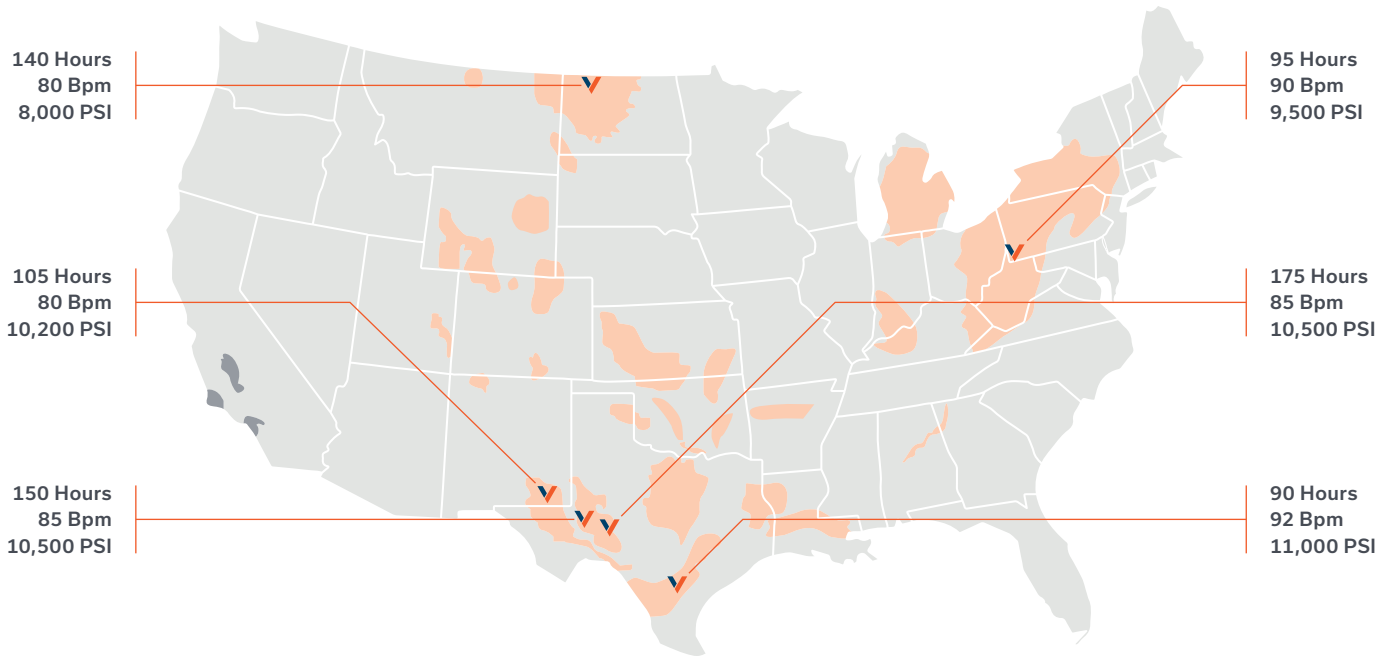 140 Hours
80 Bpm
8,000 PSI
95 Hours
90 Bpm
9,500 PSI
105 Hours
80 Bpm
10,200 PSI
175 Hours
85 Bpm
10,500 PSI
150 Hours
85 Bpm
10,500 PSI
90 Hours
92 Bpm
11,000 PSI